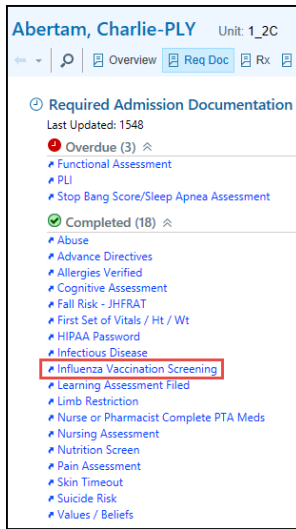 Abertam, Charlie-PLY Unit: 1_2C
Overview Req Doc Rx
Required Admission Documentation
Last Updated: 1548
Overdue (3)
Functional Assessment
PLI
Stop Bang Score/Sleep Apnea Assessment
Completed (18)
Abuse
Advance Directives
Allergies Verified
Cognitive Assessment
Fall Risk - JHFRAT
First Set of Vitals / Ht / Wt
HIPAA Password
Infectious Disease
Influenza Vaccination Screening
Learning Assessment Filed
Limb Restriction
Nurse or Pharmacist Complete PTA Meds
Nursing Assessment
Nutrition Screen
Pain Assessment
Skin Timeout
Suicide Risk
Values / Beliefs